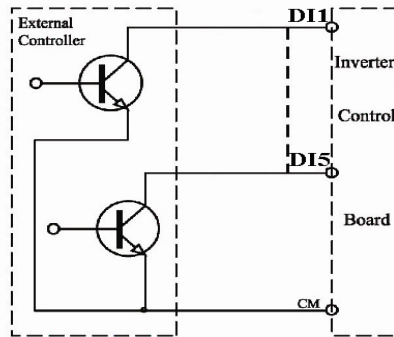 External
Controller
DI1
Inverter
Control
DI5
Board
CM